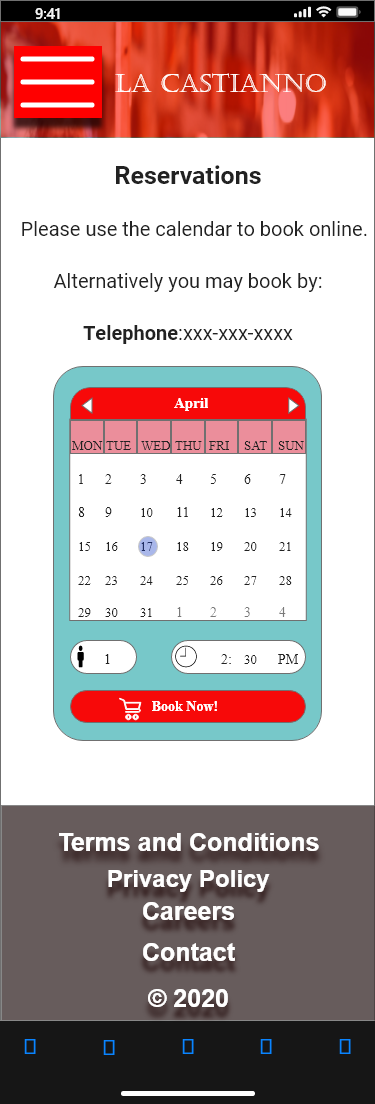 9:41
LA CASTIANNO
Reservations
Please use the calendar to book online.
Alternatively you may book by:
Telephone:xxx-xxx-xxxx
April
MON TUE WED THU FRI SAT SUN
1 2 3 4 5 6 7
8 9 10 11 12 13 14
15 16 17 18 19 20 21
22 23 24 25 26 27 28
29 30 31 1 2 3 4
1 2: 30 PM
Book Now!
Terms and Conditions
Privacy Policy
Careers
Contact
© 2020